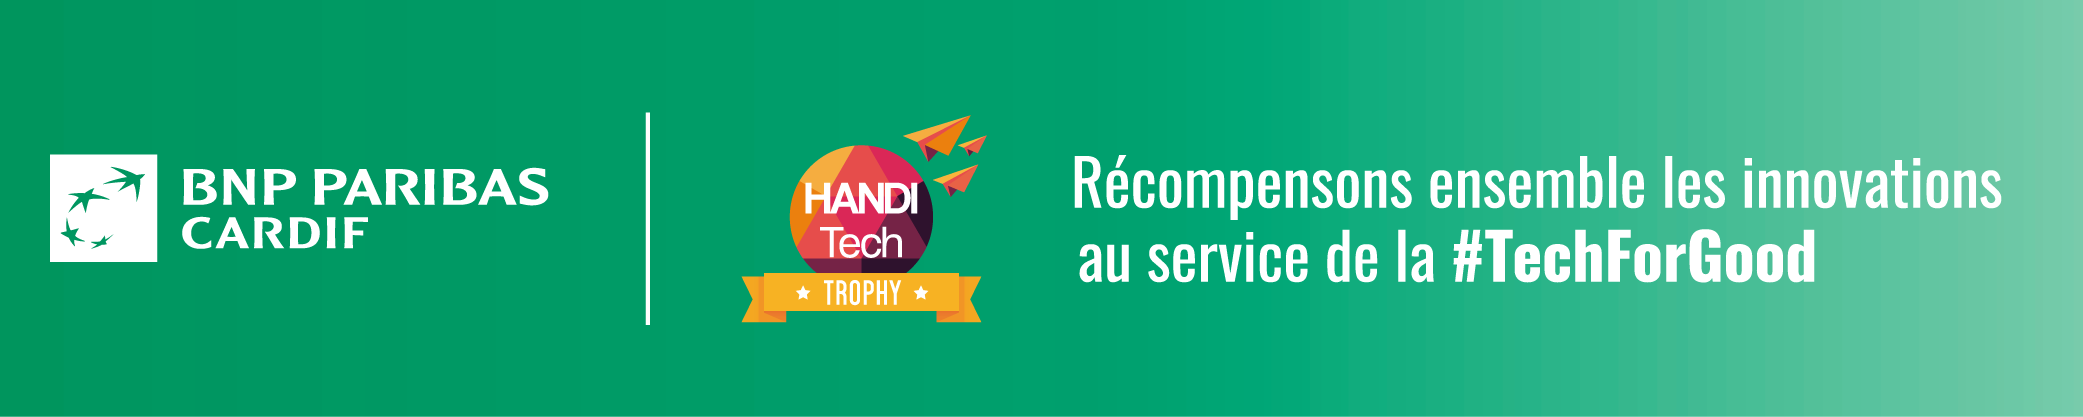 BNP PARIBAS
CARDIF
HANDI
Tech
TROPHY
Récompensons ensemble les innovations
au service de la #TechForGood